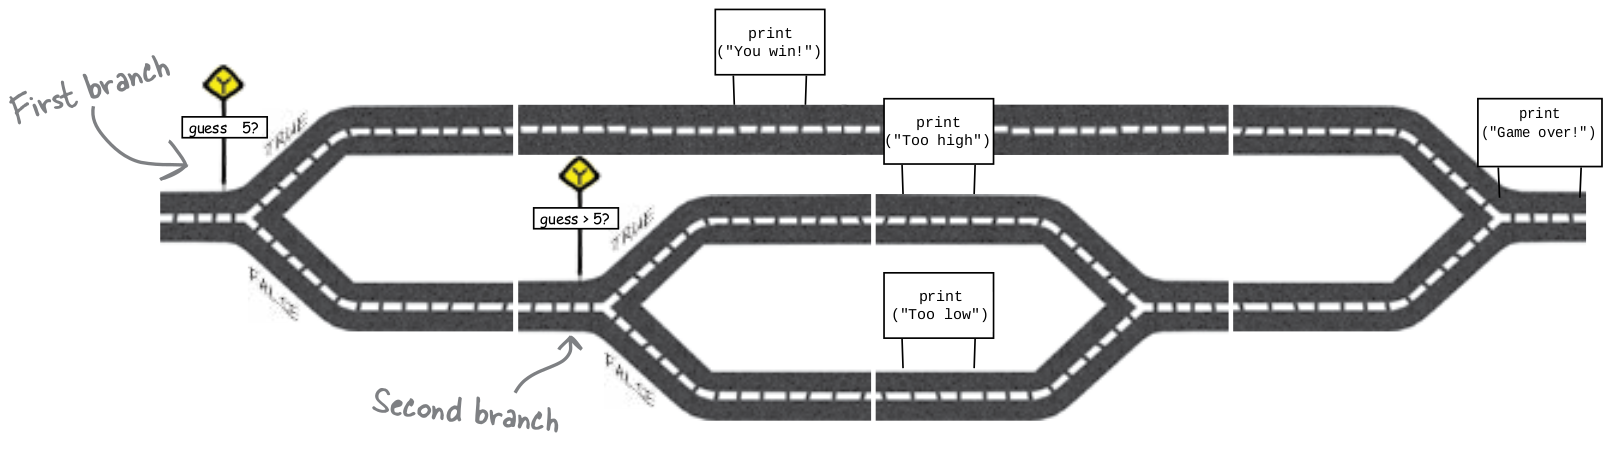 First branch
guess 5?
TRUE
FALSE
print
("You win!")
guess > 5?
TRUE
FALSE
Second branch
print
("Too high")
print
("Too low")
print
("Game over!")